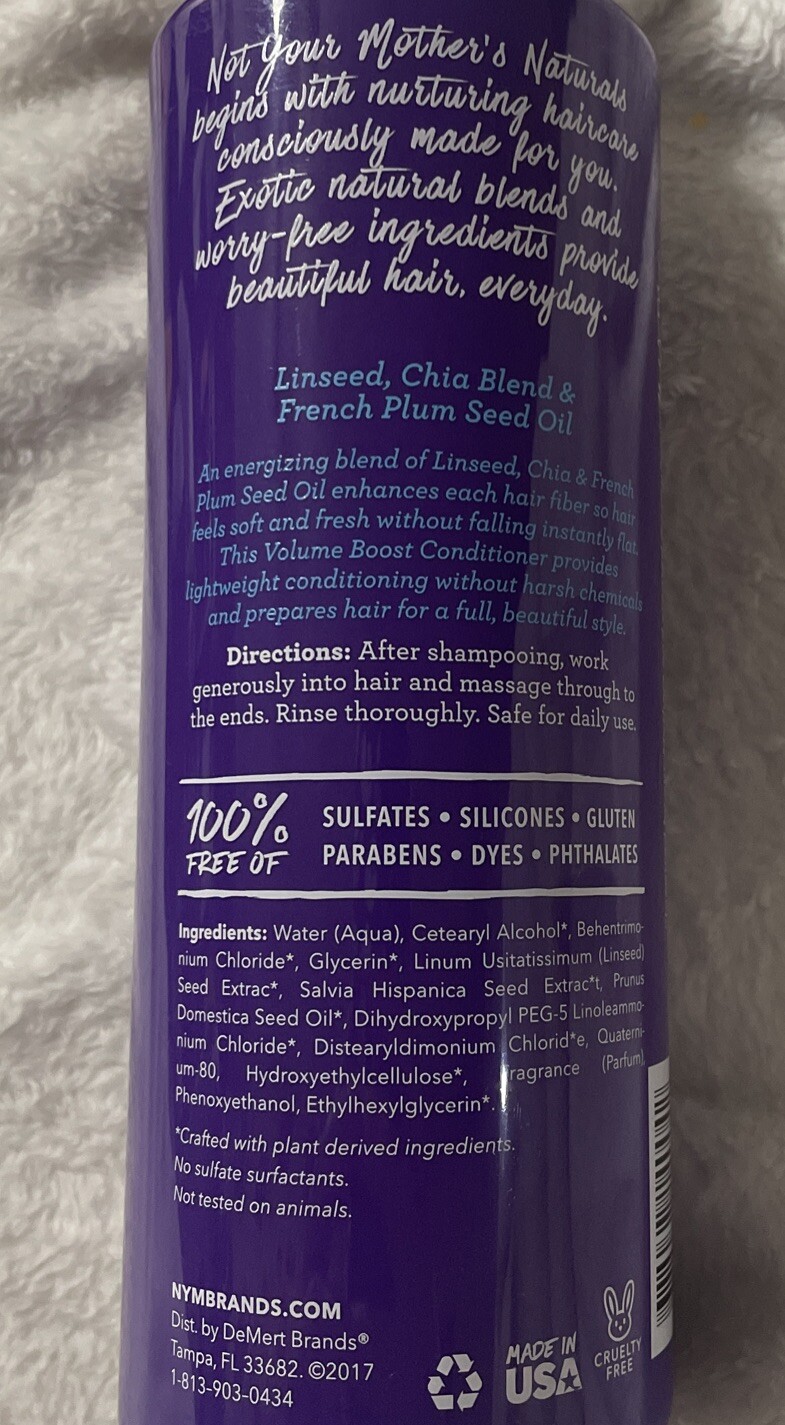 Not Your Mother's Naturals
begins with nurturing haircare
consciously made for you.
Exotic natural blends and
worry-free ingredients provide
beautiful hair, everyday.
Linseed, Chia Blend &
French Plum Seed Oil
An energizing blend of Linseed, Chia & French
Plum Seed Oil enhances each hair fiber so hair
feels soft and fresh without falling instantly flat.
This Volume Boost Conditioner provides
lightweight conditioning without harsh chemicals
and prepares hair for a full, beautiful style.
Directions: After shampooing, work
generously into hair and massage through to
the ends. Rinse thoroughly. Safe for daily use.
100%
FREE OF
SULFATES • SILICONES • GLUTEN
PARABENS • DYES • PHTHALATES
Ingredients: Water (Aqua), Cetearyl Alcohol*, Behentrimo-
nium Chloride*, Glycerin*, Linum Usitatissimum (Linseed)
Seed Extrac*, Salvia Hispanica Seed Extrac*t, Prunus
Domestica Seed Oil*, Dihydroxypropyl PEG-5 Linoleammo-
nium Chloride*, Distearyldimonium Chlorid*e, Quaterni-
um-80, Hydroxyethylcellulose*, Fragrance (Parfum),
Phenoxyethanol, Ethylhexylglycerin*.
*Crafted with plant derived ingredients.
No sulfate surfactants.
Not tested on animals.
NYMBRANDS.COM
Dist. by DeMert Brands®
Tampa, FL 33682. ©2017
1-813-903-0434
MADE IN
USA
CRUELTY
FREE